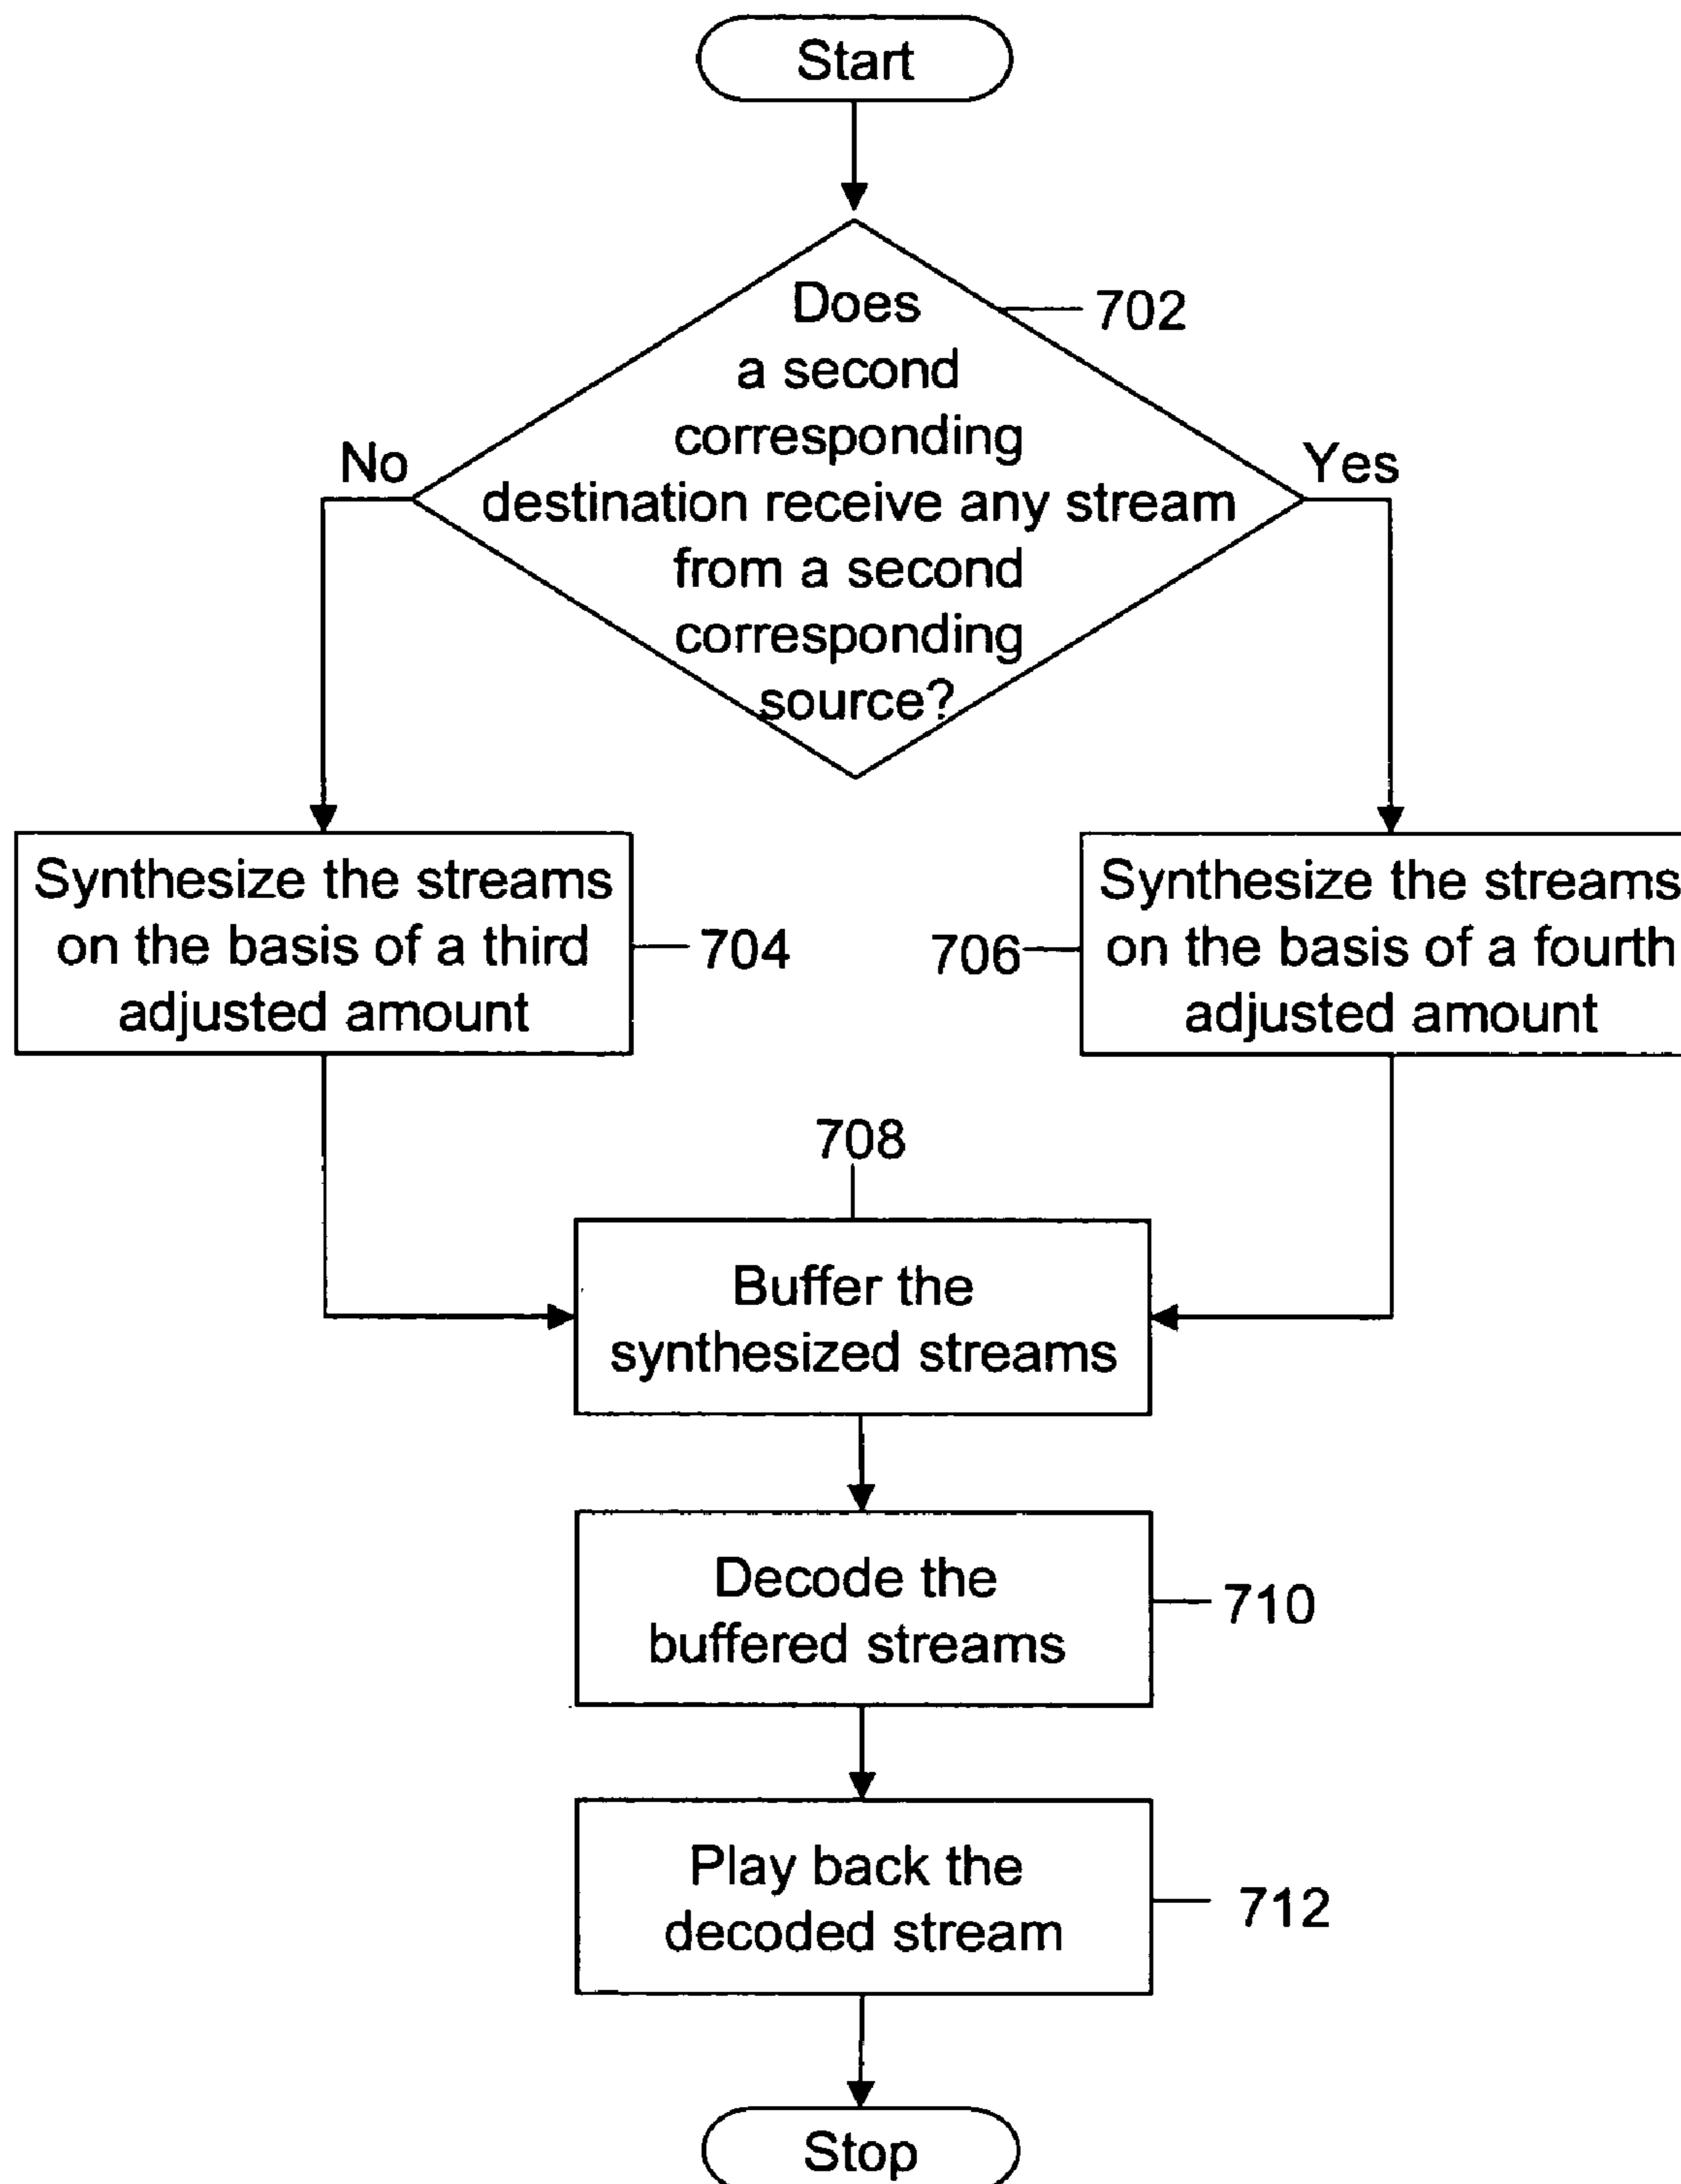 Start
Does
a second
corresponding
destination receive any stream
from a second
corresponding
source?
702
No
Yes
Synthesize the streams
on the basis of a third
adjusted amount
704
706
Synthesize the streams
on the basis of a fourth
adjusted amount
708
Buffer the
synthesized streams
Decode the
buffered streams
710
Play back the
decoded stream
712
Stop